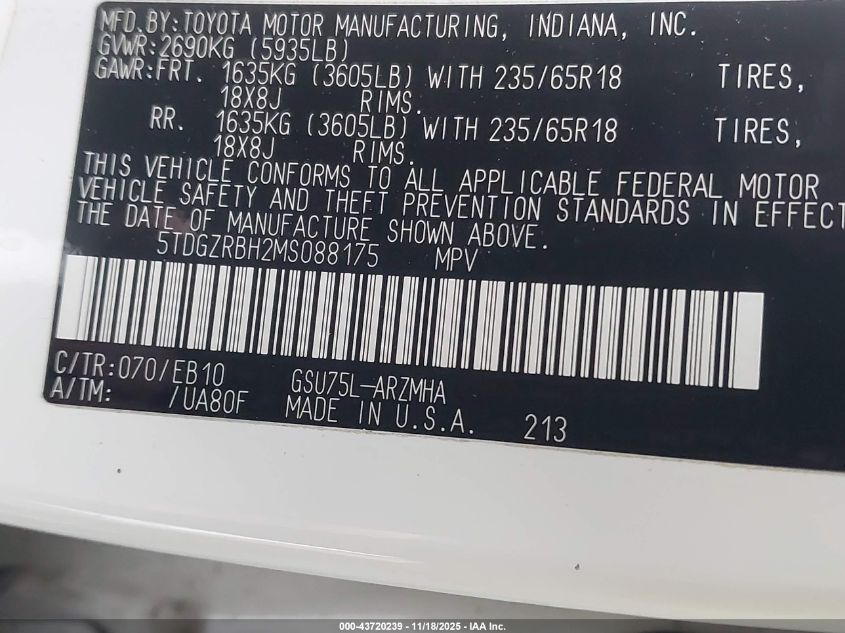 MFD.BY:TOYOTA MOTOR MANUFACTURING, INDIANA, INC.
GVWR:2690KG (5935LB)
GAWR:FRT. 1635KG (3605LB) WITH 235/65R18 TIRES,
18X8J RIMS.
RR. 1635KG (3605LB) WITH 235/65R18 TIRES,
18X8J RIMS.
THIS VEHICLE CONFORMS TO ALL APPLICABLE FEDERAL MOTOR
VEHICLE SAFETY AND THEFT PREVENTION STANDARDS IN EFFECT
THE DATE OF MANUFACTURE SHOWN ABOVE.
5TDGZRBH2MS088175 MPV
C/TR:070/EB10 GSU75L-ARZMHA
A/TM: /UA80F MADE IN U.S.A. 213
000-43720239 - 11/18/2025 - IAA Inc.